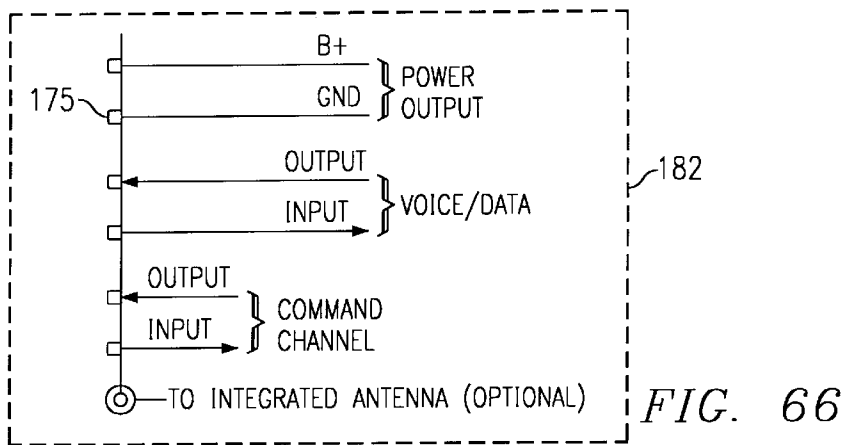 B+
POWER
175
GND
OUTPUT
OUTPUT
182
VOICE/DATA
INPUT
OUTPUT
COMMAND
INPUT
CHANNEL
TO INTEGRATED ANTENNA (OPTIONAL)
FIG. 66